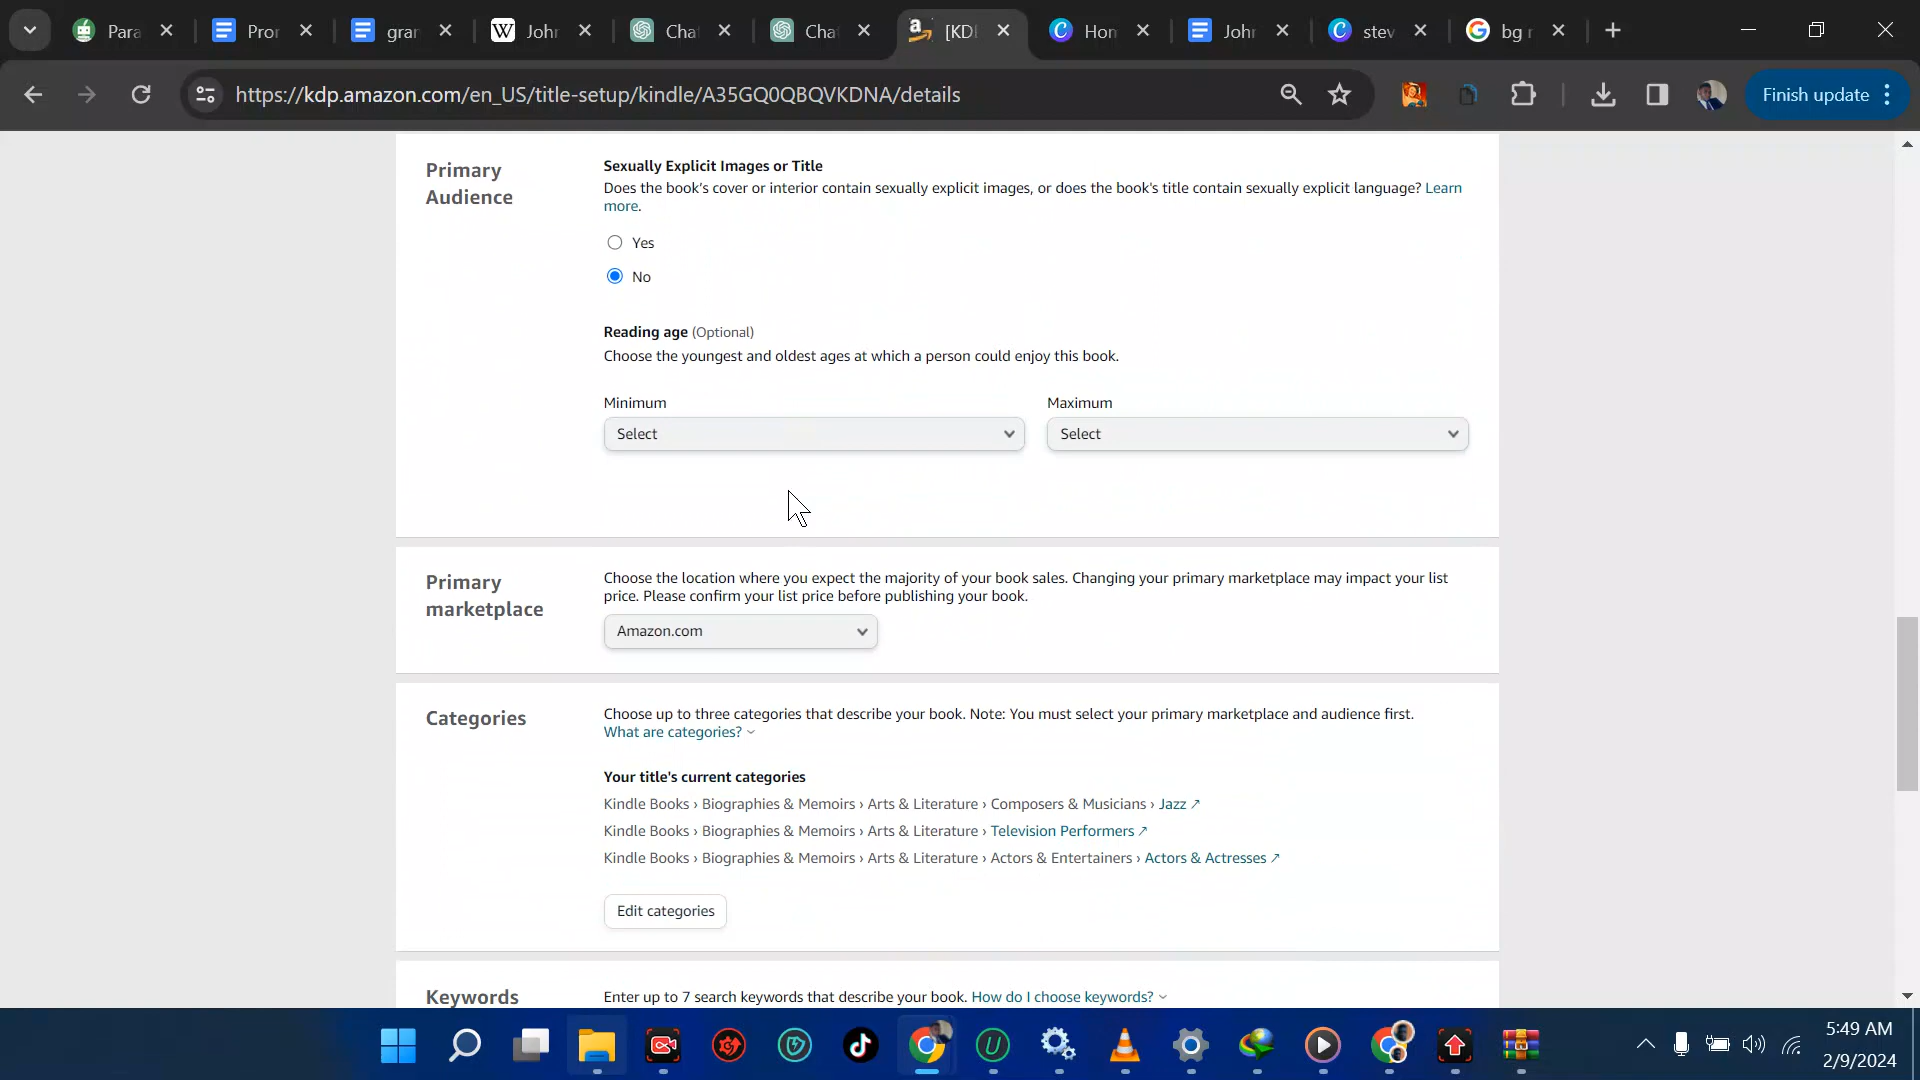 Para
Pror
grar
Johr
Cha
Cha
[KD
Hon
Johr
stev
bg r
https://kdp.amazon.com/en_US/title-setup/kindle/A35GQ0QBQVKDNA/details
Finish update
Primary
Audience
Sexually Explicit Images or Title
Does the book's cover or interior contain sexually explicit images, or does the book's title contain sexually explicit language? Learn
more.
Yes
No
Reading age (Optional)
Choose the youngest and oldest ages at which a person could enjoy this book.
Minimum
Maximum
Select
Select
Primary
marketplace
Choose the location where you expect the majority of your book sales. Changing your primary marketplace may impact your list
price. Please confirm your list price before publishing your book.
Amazon.com
Categories
Choose up to three categories that describe your book. Note: You must select your primary marketplace and audience first.
What are categories?
Your title's current categories
Kindle Books › Biographies & Memoirs › Arts & Literature › Composers & Musicians › Jazz ↗
Kindle Books › Biographies & Memoirs › Arts & Literature › Television Performers ↗
Kindle Books › Biographies & Memoirs › Arts & Literature › Actors & Entertainers › Actors & Actresses ↗
Edit categories
Keywords
Enter up to 7 search keywords that describe your book. How do I choose keywords?
5:49 AM
2/9/2024